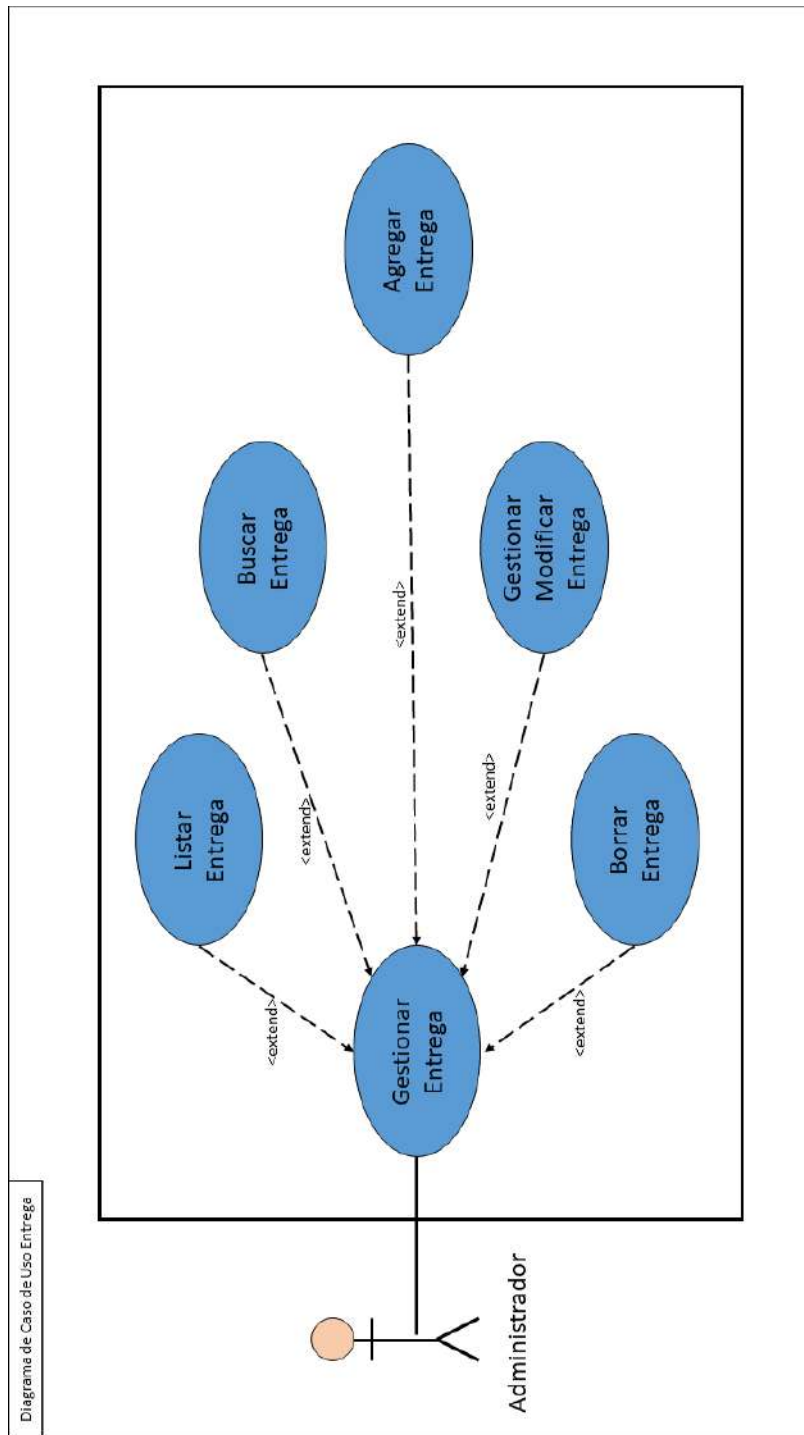 Diagrama de Caso de Uso Entrega
Listar
Entrega
<extend>
Buscar
Entrega
<extend>
Agregar
Entrega
<extend>
Gestionar
Entrega
Gestionar
Modificar
Entrega
<extend>
Borrar
Entrega
<extend>
Administrador